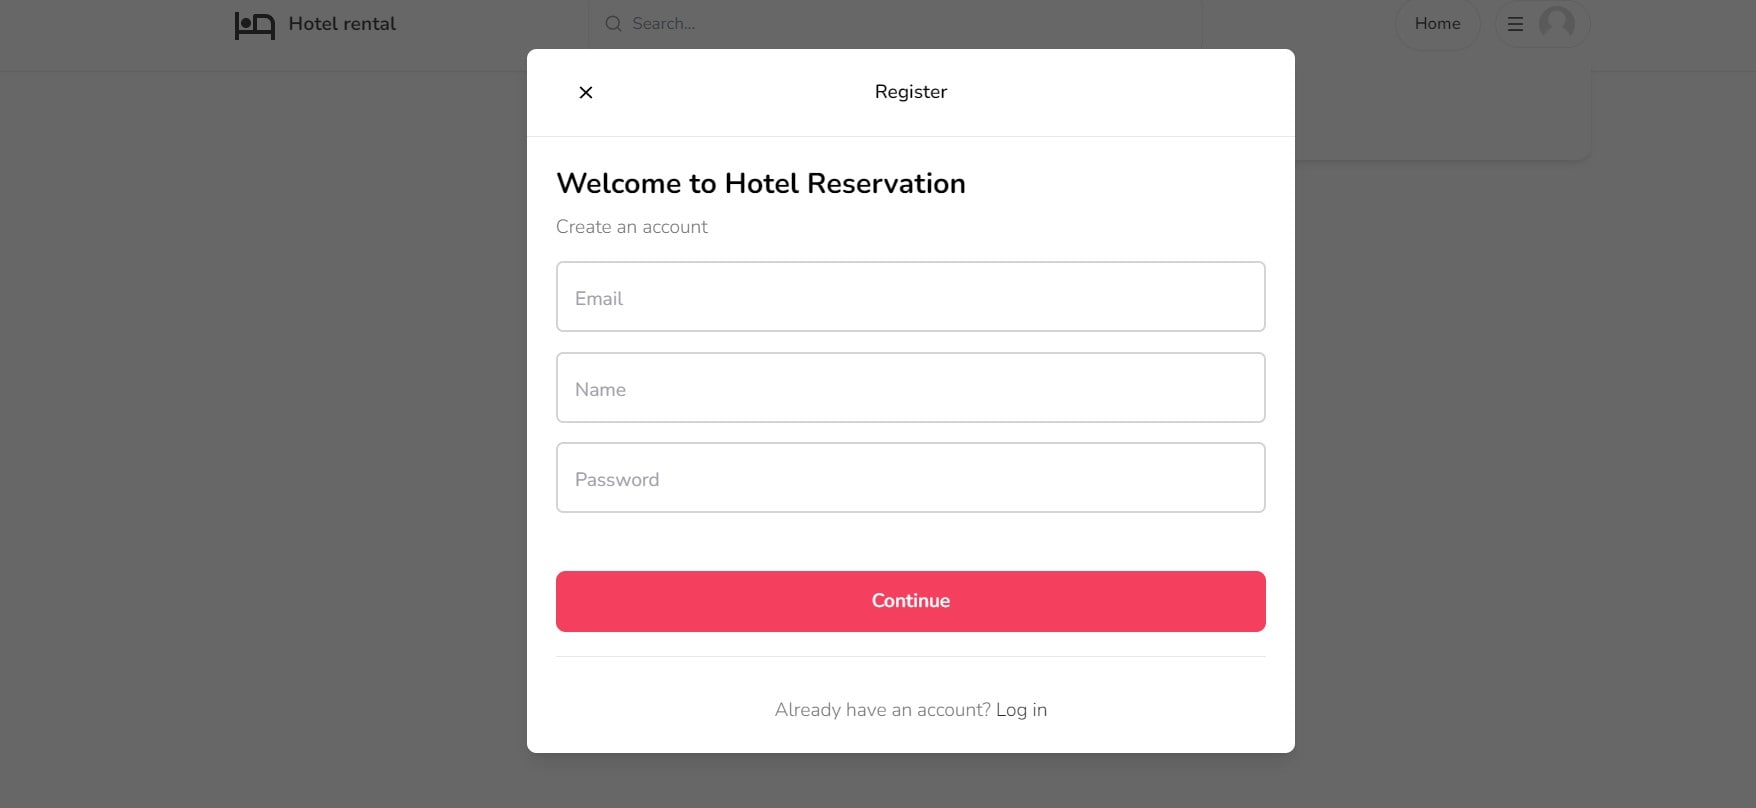 Hotel rental
Search...
Home
Register
Welcome to Hotel Reservation
Create an account
Email
Name
Password
Continue
Already have an account? Log in